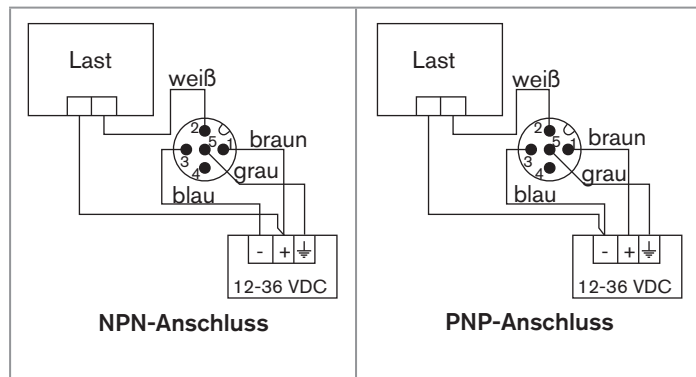 Last
weiß
2
5
1
3
4
braun
grau
blau
- +
12-36 VDC
NPN-Anschluss
Last
weiß
2
5
1
3
4
braun
grau
blau
- +
12-36 VDC
PNP-Anschluss